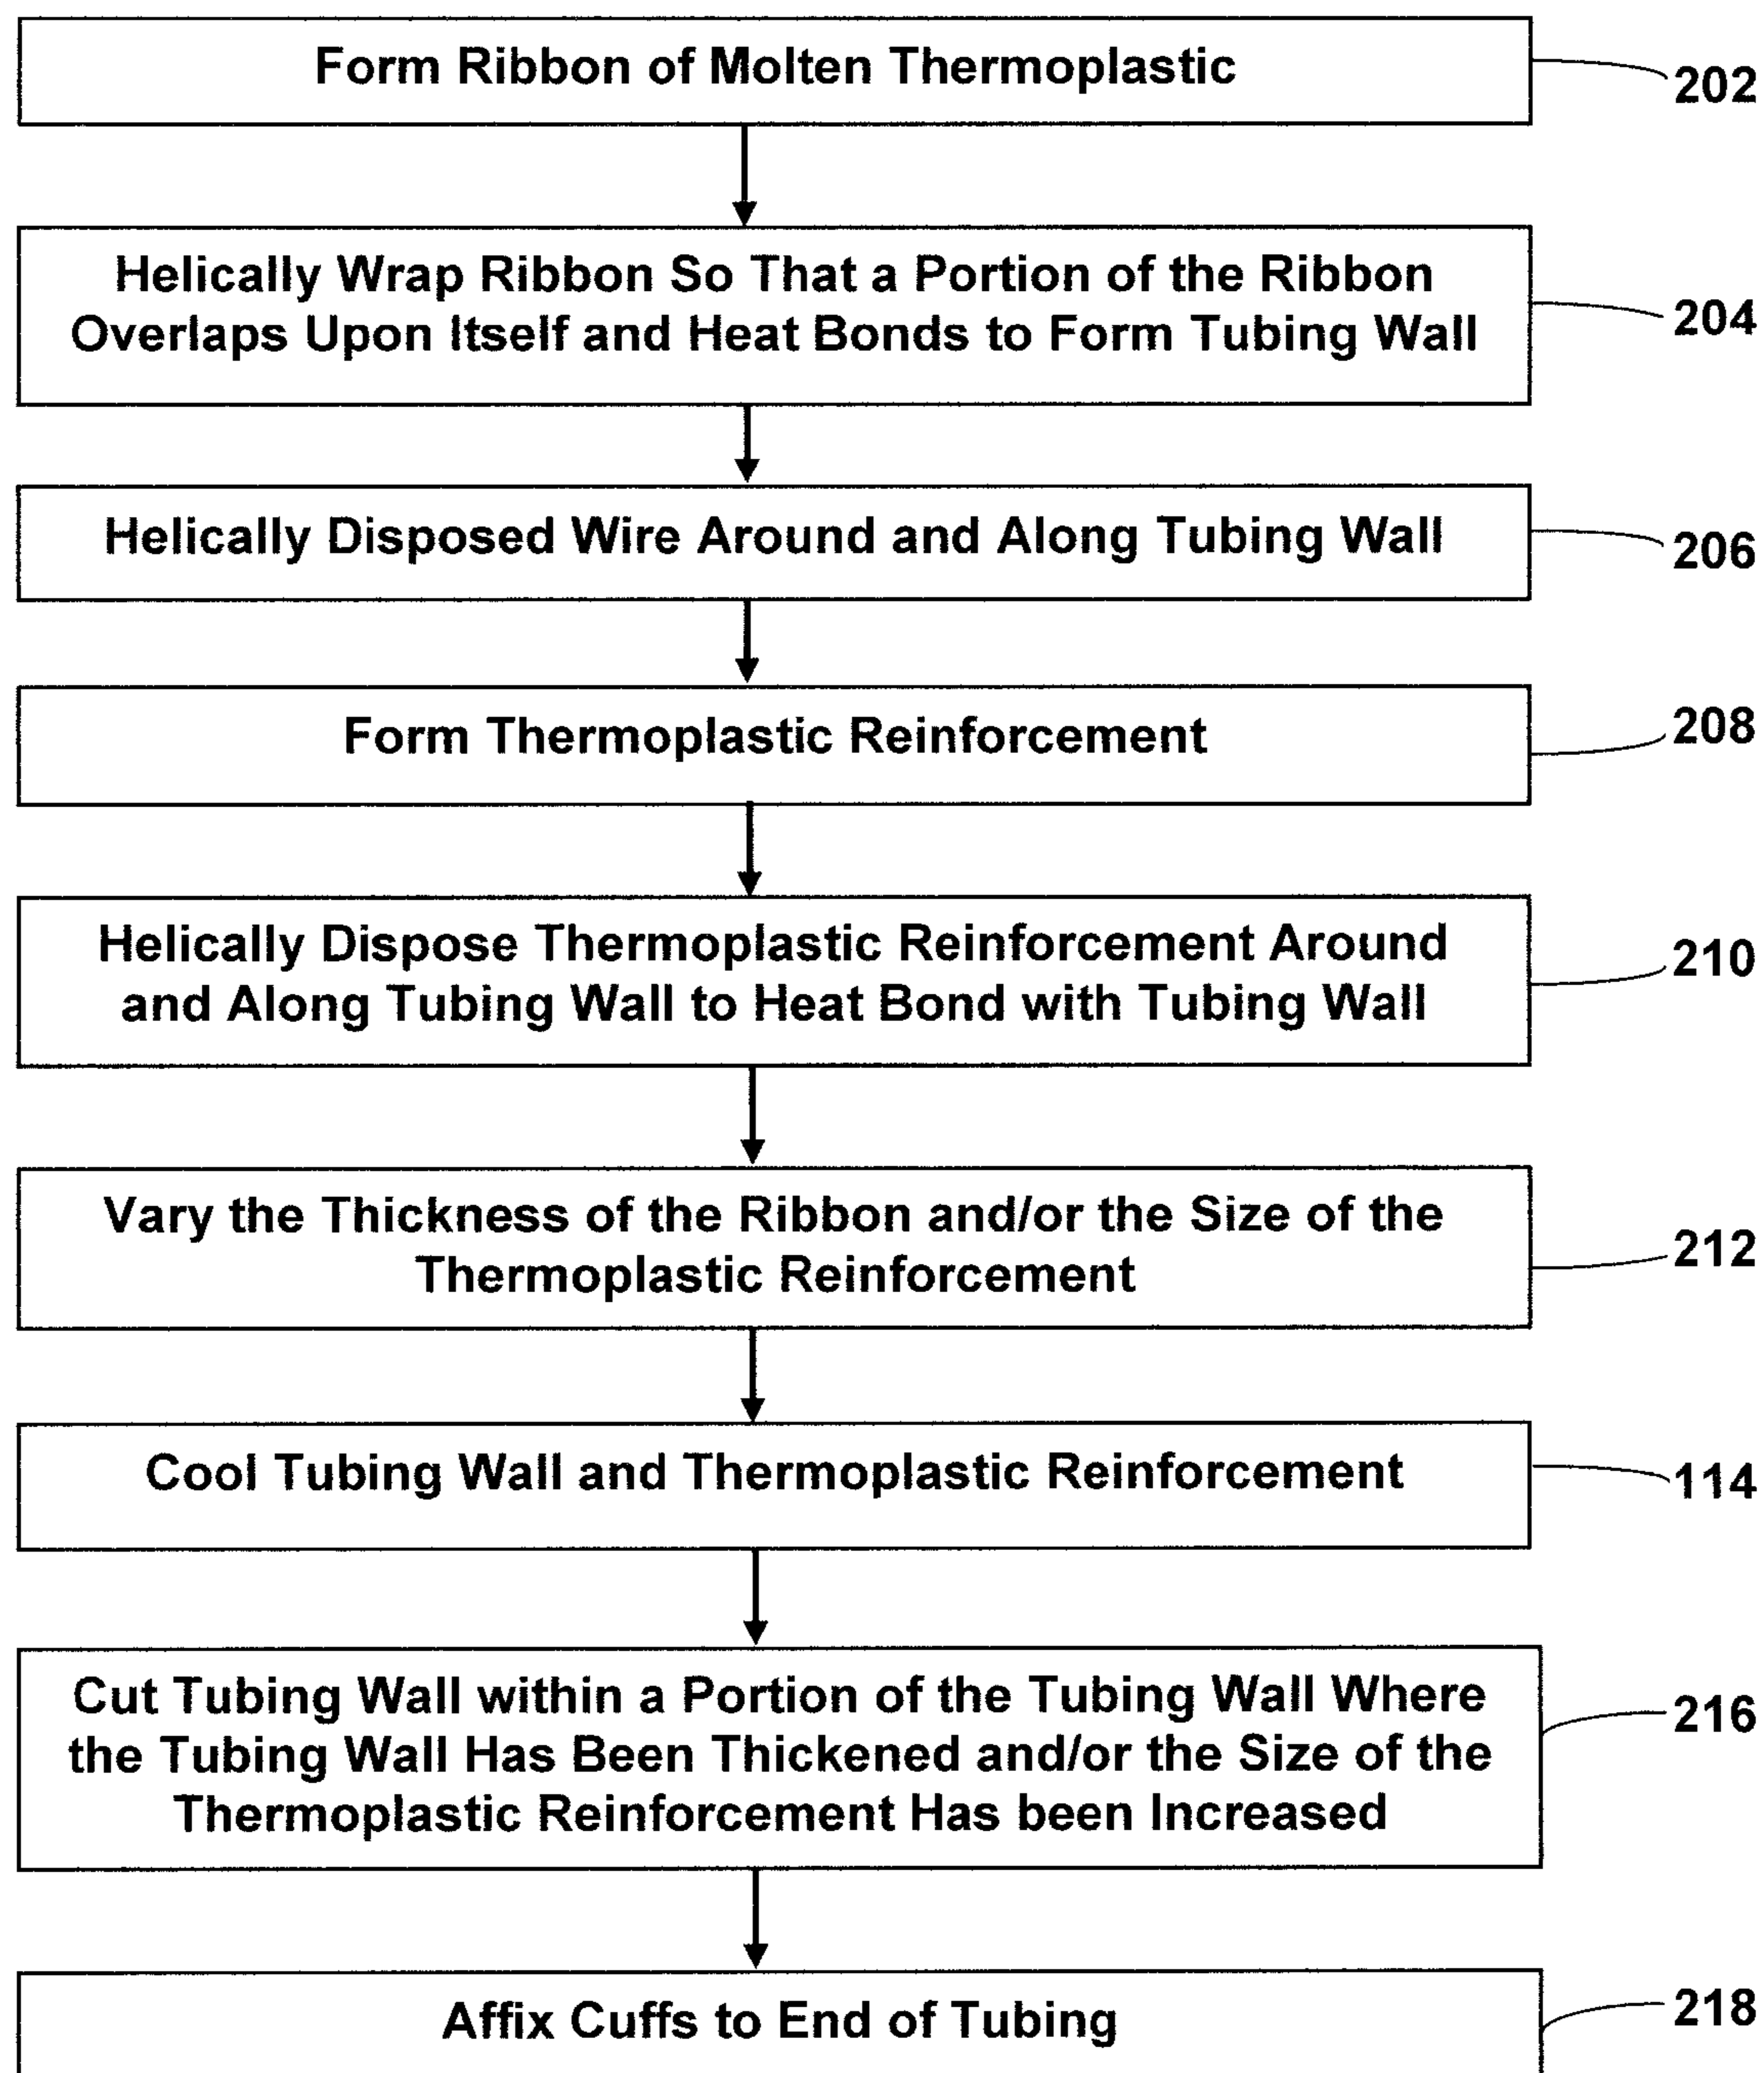 Form Ribbon of Molten Thermoplastic
202
Helically Wrap Ribbon So That a Portion of the Ribbon
Overlaps Upon Itself and Heat Bonds to Form Tubing Wall
204
Helically Disposed Wire Around and Along Tubing Wall
206
Form Thermoplastic Reinforcement
208
Helically Dispose Thermoplastic Reinforcement Around
and Along Tubing Wall to Heat Bond with Tubing Wall
210
Vary the Thickness of the Ribbon and/or the Size of the
Thermoplastic Reinforcement
212
Cool Tubing Wall and Thermoplastic Reinforcement
114
Cut Tubing Wall within a Portion of the Tubing Wall Where
the Tubing Wall Has Been Thickened and/or the Size of the
Thermoplastic Reinforcement Has been Increased
216
Affix Cuffs to End of Tubing
218